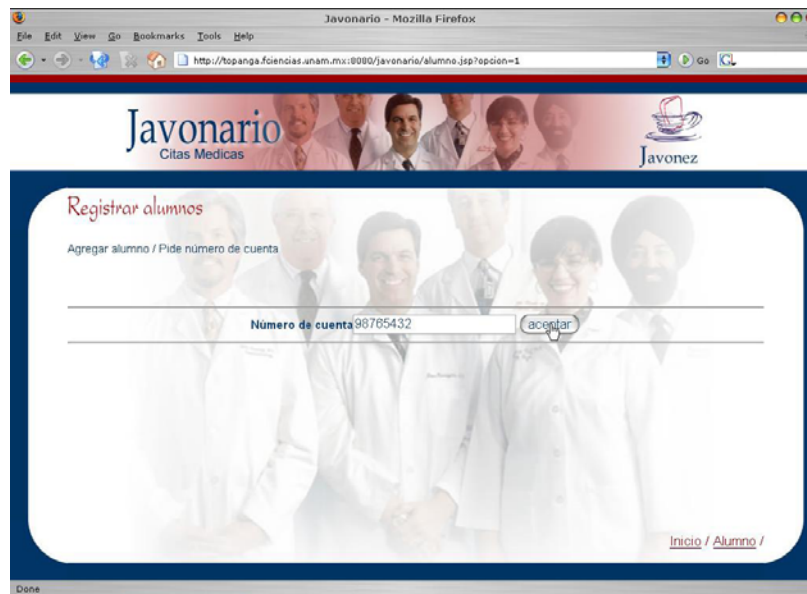 Javonario - Mozilla Firefox
File Edit View Go Bookmarks Tools Help
http://topanga.fciencias.unam.mx:8080/javonario/alumno.jsp?opcion=1 Go
Javonario
Citas Medicas
Javonez
Registrar alumnos
Agregar alumno / Pide número de cuenta
Número de cuenta 98765432 aceptar
Inicio / Alumno /
Done